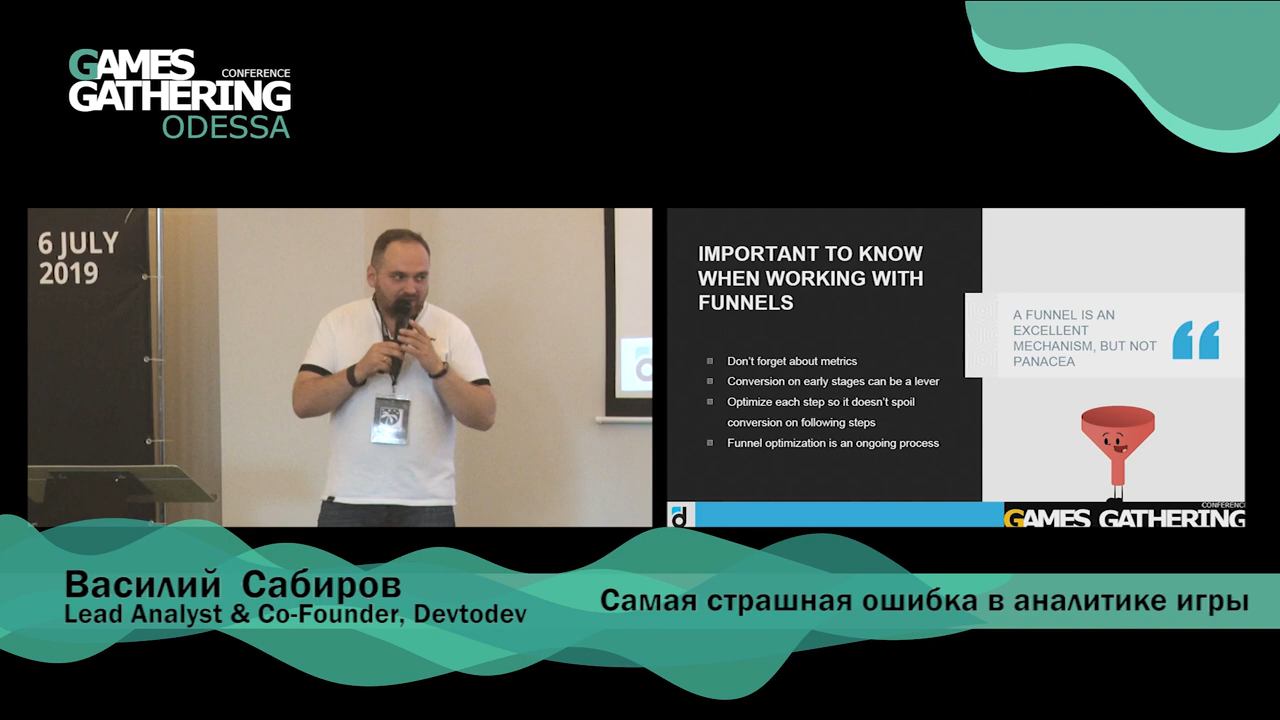 GAMES
CONFERENCE
GATHERING
ODESSA
6 JULY
2019
IMPORTANT TO KNOW
WHEN WORKING WITH
FUNNELS
Don't forget about metrics
Conversion on early stages can be a lever
Optimize each step so it doesn't spoil
conversion on following steps
Funnel optimization is an ongoing process
A FUNNEL IS AN
EXCELLENT
MECHANISM, BUT NOT
PANACEA
d
CONFERENCE
GAMES GATHERING
Василий Сабиров
Lead Analyst & Co-Founder, Devtodev
Самая страшная ошибка в аналитике игры